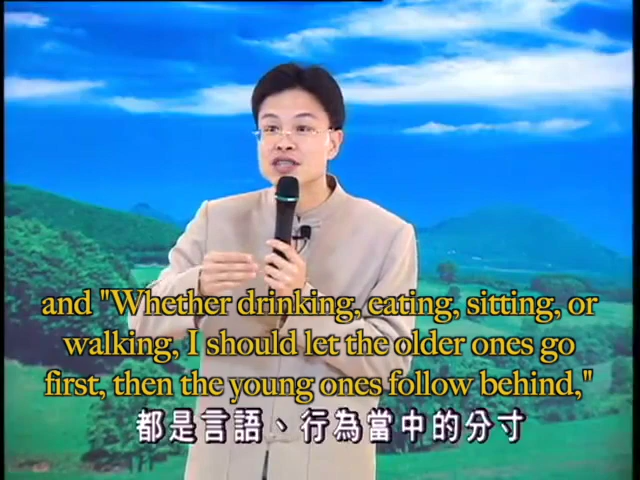 and "Whether drinking, eating, sitting, or
walking, I should let the older ones go
first, then the young ones follow behind,"
都是言語、行為當中的分寸